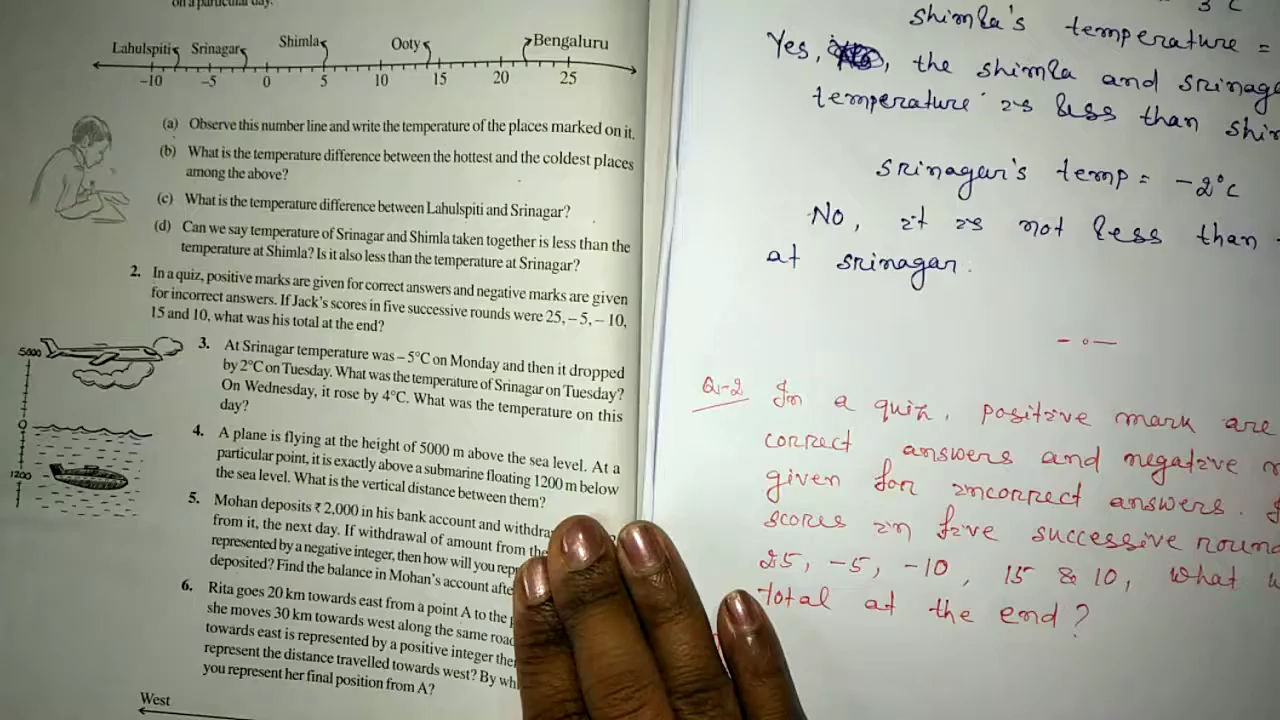 on a particular day.
Lahulspiti Srinagar Shimla Ooty Bengaluru
−10 −5 0 5 10 15 20 25
(a) Observe this number line and write the temperature of the places marked on it.
(b) What is the temperature difference between the hottest and the coldest places
among the above?
(c) What is the temperature difference between Lahulspiti and Srinagar?
(d) Can we say temperature of Srinagar and Shimla taken together is less than the
temperature at Shimla? Is it also less than the temperature at Srinagar?
2. In a quiz, positive marks are given for correct answers and negative marks are given
for incorrect answers. If Jack's scores in five successive rounds were 25, – 5, – 10,
15 and 10, what was his total at the end?
3. At Srinagar temperature was – 5°C on Monday and then it dropped
by 2°C on Tuesday. What was the temperature of Srinagar on Tuesday?
On Wednesday, it rose by 4°C. What was the temperature on this
day?
5000
0
1200
4. A plane is flying at the height of 5000 m above the sea level. At a
particular point, it is exactly above a submarine floating 1200 m below
the sea level. What is the vertical distance between them?
5. Mohan deposits ₹ 2,000 in his bank account and
from it, the next day. If withdrawal of amount from
represented by a negative integer, then how will you
deposited? Find the balance in Mohan's account
6. Rita goes 20 km towards east from a point A to the
she moves 30 km towards west along the same
towards east is represented by a positive integer
represent the distance travelled towards west? By
you represent her final position from A?
West
3 C
Shimla's temperature =
Yes, , the shimla and
temperature is less than
Srinagar's temp = -2°C
No, it is not less than
at srinagar.
Q-2 In a quiz, positive mark are
correct answers and negative
given for incorrect answers.
scores in five successive
25, -5, -10, 15 & 10, what
total at the end?